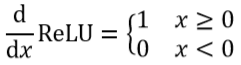 d/dx ReLU = { 1 x ≥ 0
0 x < 0